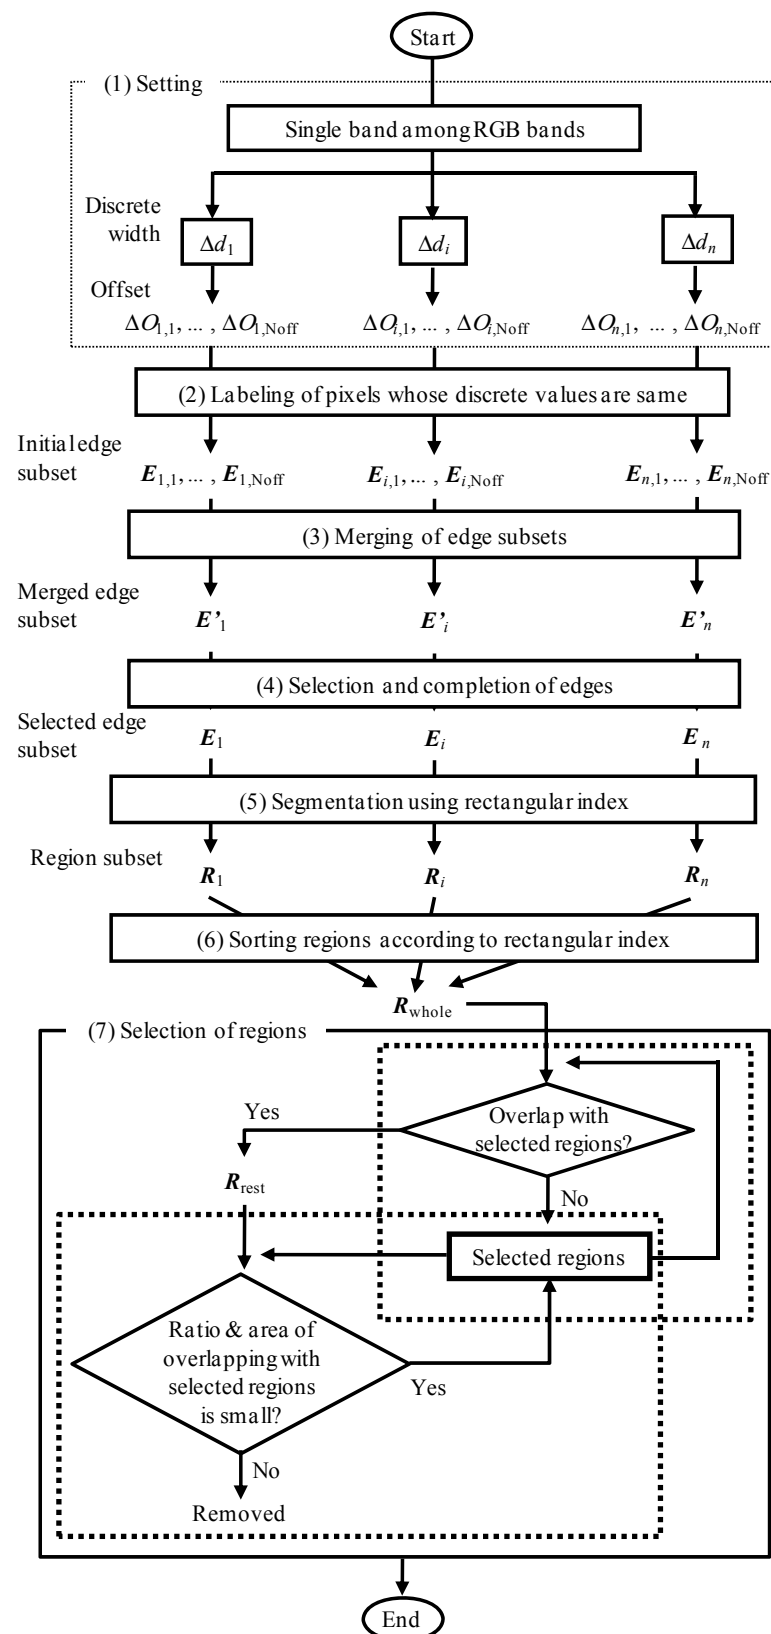 Start
(1) Setting
Single band among RGB bands
Discrete
width
Δd1
Δdi
Δdn
Offset
ΔO1,1, ... , ΔO1,Noff
ΔOi,1, ... , ΔOi,Noff
ΔOn,1, ... , ΔOn,Noff
(2) Labeling of pixels whose discrete values are same
Initial edge
subset
E1,1, ... , E1,Noff
Ei,1, ... , Ei,Noff
En,1, ... , En,Noff
(3) Merging of edge subsets
Merged edge
subset
E’1
E’i
E’n
(4) Selection and completion of edges
Selected edge
subset
E1
Ei
En
(5) Segmentation using rectangular index
Region subset
R1
Ri
Rn
(6) Sorting regions according to rectangular index
Rwhole
(7) Selection of regions
Overlap with
selected regions?
Yes
Rrest
No
Selected regions
Ratio & area of
overlapping with
selected regions
is small?
Yes
No
Removed
End